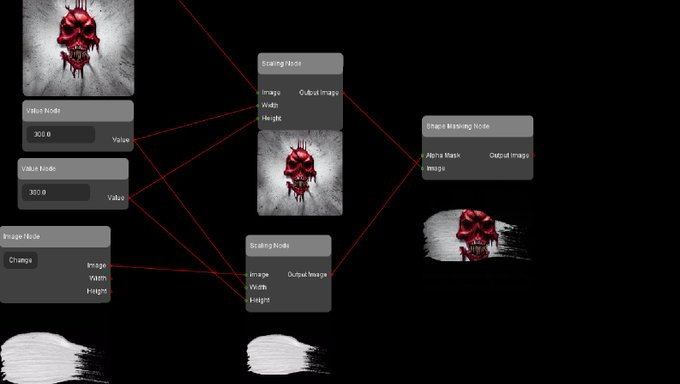 Value Node
300.0
Value
Value Node
300.0
Value
Image Node
Change
Image
Width
Height
Scaling Node
Image Output Image
Width
Height
Scaling Node
Image Output Image
Width
Height
Shape Masking Node
Alpha Mask Output Image
Image